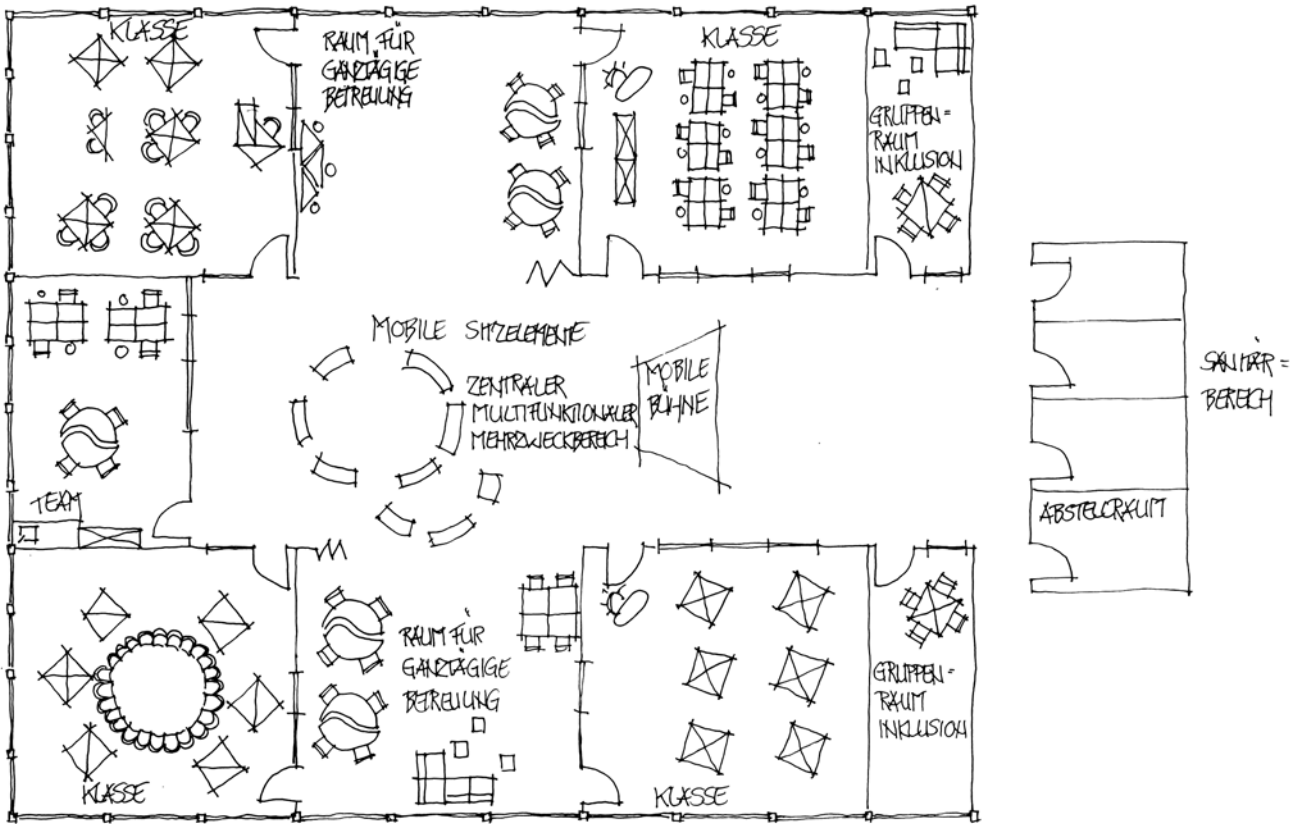 KLASSE
RAUM FÜR
GANZTÄGIGE
BETREUUNG
KLASSE
GRUPPEN=
RAUM
INKLUSION
MOBILE SITZELEMENTE
ZENTRALER
MULTIFUNKTIONALER
MEHRZWECKBEREICH
MOBILE
BÜHNE
SANITÄR=
BEREICH
TEAM
ABSTELLRAUM
RAUM FÜR
GANZTÄGIGE
BETREUUNG
GRUPPEN=
RAUM
INKLUSION
KLASSE
KLASSE